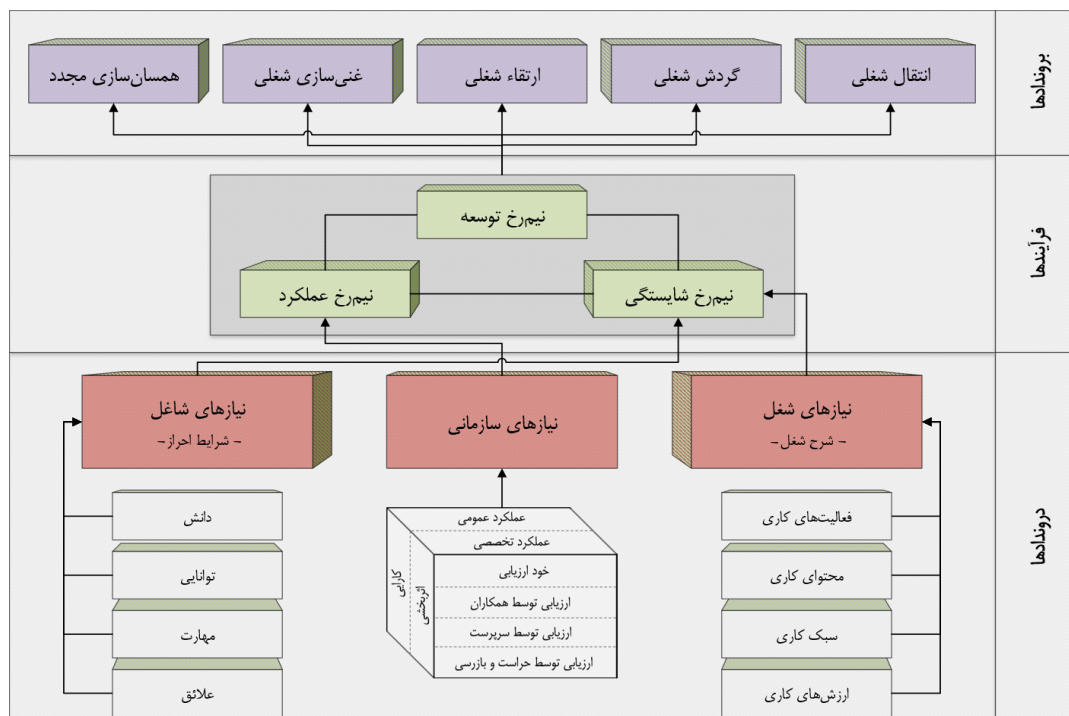 بروندادها
انتقال شغلی
گردش شغلی
ارتقاء شغلی
غنی‌سازی شغلی
همسان‌سازی مجدد
فرآیندها
نیم‌رخ توسعه
نیم‌رخ شایستگی
نیم‌رخ عملکرد
دروندادها
نیازهای شغل
- شرح شغل -
نیازهای سازمانی
نیازهای شاغل
- شرایط احراز -
فعالیت‌های کاری
محتوای کاری
سبک کاری
ارزش‌های کاری
عملکرد عمومی
عملکرد تخصصی
خود ارزیابی
ارزیابی توسط همکاران
ارزیابی توسط سرپرست
ارزیابی توسط حراست و بازرسی
اثربخشی
کارایی
دانش
توانایی
مهارت
علائق